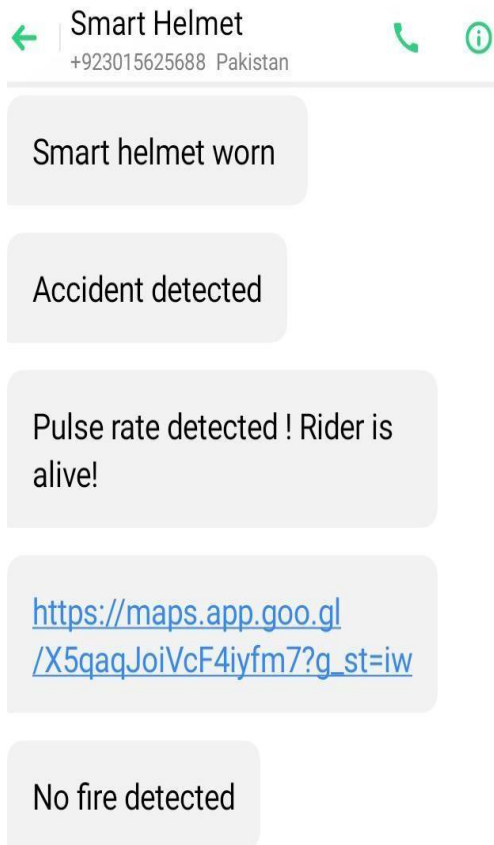 Smart Helmet
+923015625688 Pakistan
Smart helmet worn
Accident detected
Pulse rate detected ! Rider is
alive!
https://maps.app.goo.gl
/X5qaqJoiVcF4iyfm7?g_st=iw
No fire detected